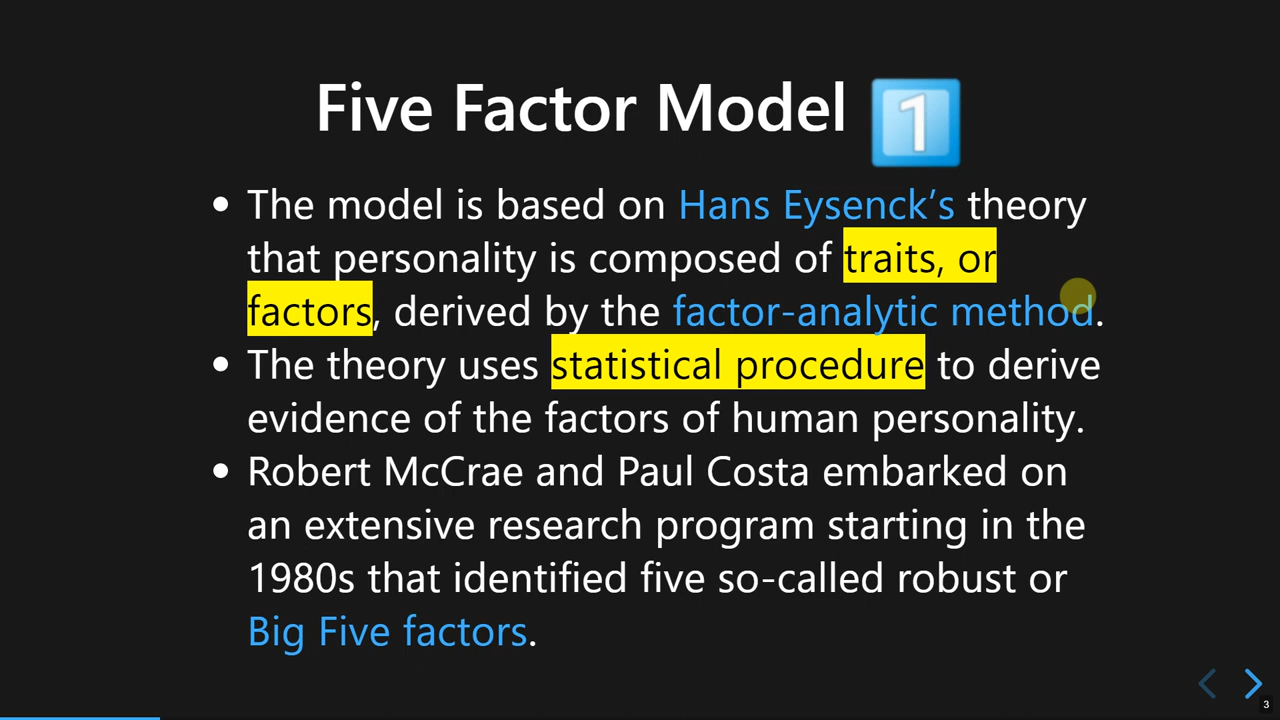 Five Factor Model 1️⃣
• The model is based on Hans Eysenck’s theory
that personality is composed of traits, or
factors, derived by the factor-analytic method.
• The theory uses statistical procedure to derive
evidence of the factors of human personality.
• Robert McCrae and Paul Costa embarked on
an extensive research program starting in the
1980s that identified five so-called robust or
Big Five factors.
3